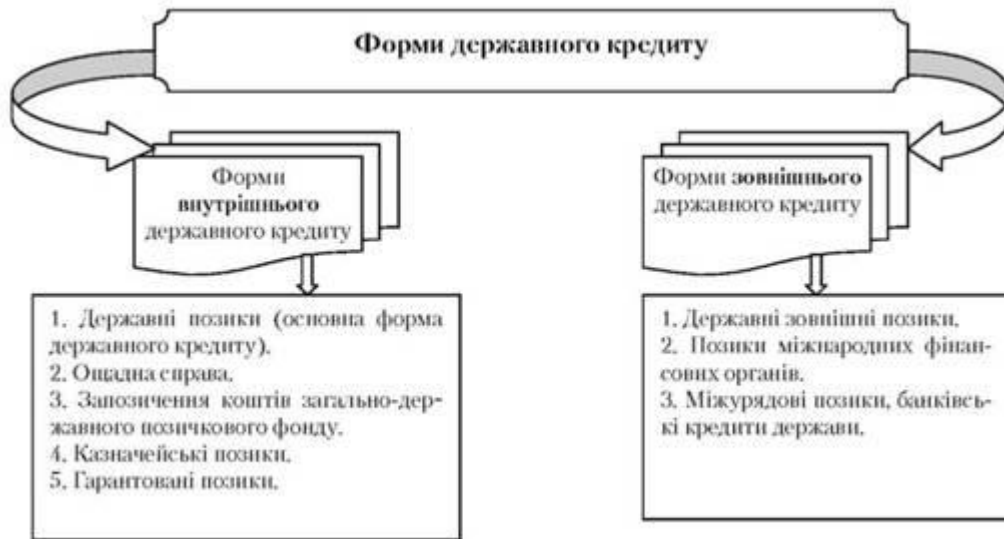 Форми державного кредиту
Форми
внутрішнього
державного кредиту
Форми зовнішнього
державного кредиту
1. Державні позики (основна форма
державного кредиту).
2. Ощадна справа.
3. Запозичення коштів загально-дер-
жавного позичкового фонду.
4. Казначейські позики.
5. Гарантовані позики.
1. Державні зовнішні позики.
2. Позики міжнародних фінан-
сових органів.
3. Міжурядові позики, банківсь-
кі кредити держави.